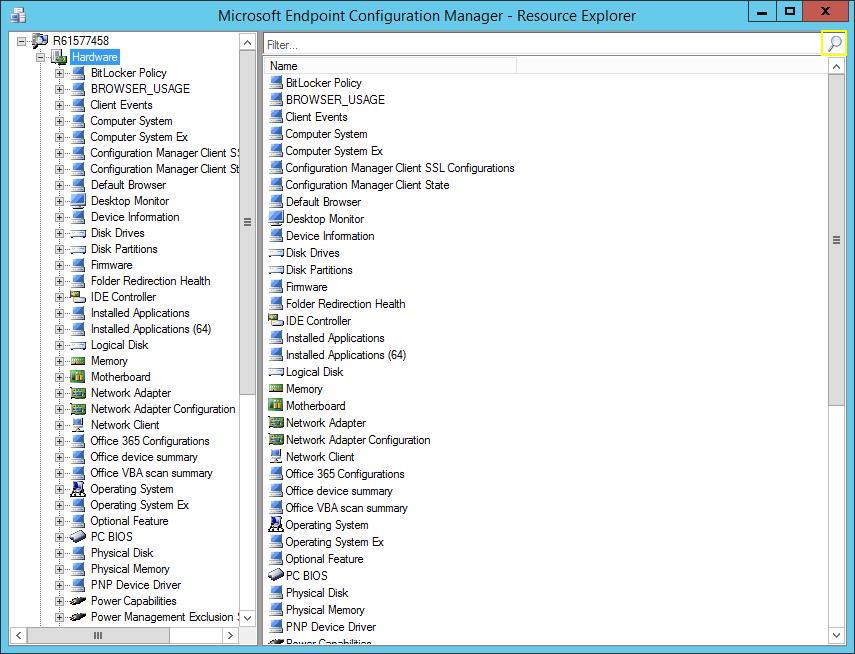 Microsoft Endpoint Configuration Manager - Resource Explorer
R61577458
Hardware
BitLocker Policy
BROWSER_USAGE
Client Events
Computer System
Computer System Ex
Configuration Manager Client S
Configuration Manager Client St
Default Browser
Desktop Monitor
Device Information
Disk Drives
Disk Partitions
Firmware
Folder Redirection Health
IDE Controller
Installed Applications
Installed Applications (64)
Logical Disk
Memory
Motherboard
Network Adapter
Network Adapter Configuration
Network Client
Office 365 Configurations
Office device summary
Office VBA scan summary
Operating System
Operating System Ex
Optional Feature
PC BIOS
Physical Disk
Physical Memory
PNP Device Driver
Power Capabilities
Power Management Exclusion
Filter...
Name
BitLocker Policy
BROWSER_USAGE
Client Events
Computer System
Computer System Ex
Configuration Manager Client SSL Configurations
Configuration Manager Client State
Default Browser
Desktop Monitor
Device Information
Disk Drives
Disk Partitions
Firmware
Folder Redirection Health
IDE Controller
Installed Applications
Installed Applications (64)
Logical Disk
Memory
Motherboard
Network Adapter
Network Adapter Configuration
Network Client
Office 365 Configurations
Office device summary
Office VBA scan summary
Operating System
Operating System Ex
Optional Feature
PC BIOS
Physical Disk
Physical Memory
PNP Device Driver
Power Capabilities